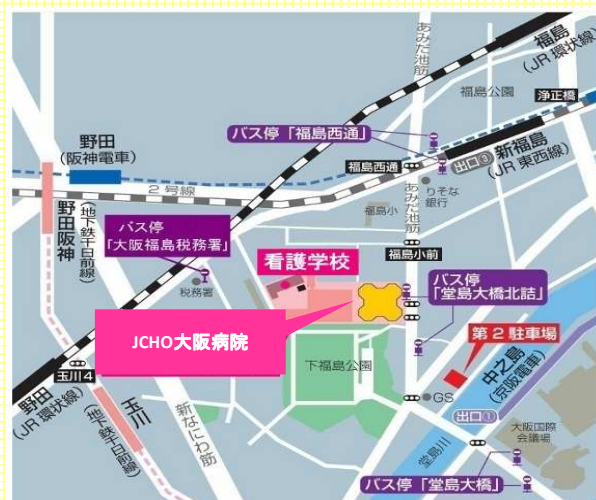 あみだ池筋
福島
(JR 環状線)
福島公園
浄正橋
バス停「福島西通」
野田
(阪神電車)
福島西通
出口③
新福島
(JR 東西線)
2号線
りそな
銀行
あみだ池筋
野田阪神
(地下鉄千日前線)
バス停
「大阪福島税務署」
福島小
福島小前
看護学校
税務署
バス停
「堂島大橋北詰」
JCHO大阪病院
第2駐車場
下福島公園
中之島
(京阪電車)
玉川4
野田
(JR 環状線)
玉川
(地下鉄千日前線)
新なにわ筋
GS
出口①
大阪国際
会議場
堂島川
バス停「堂島大橋」